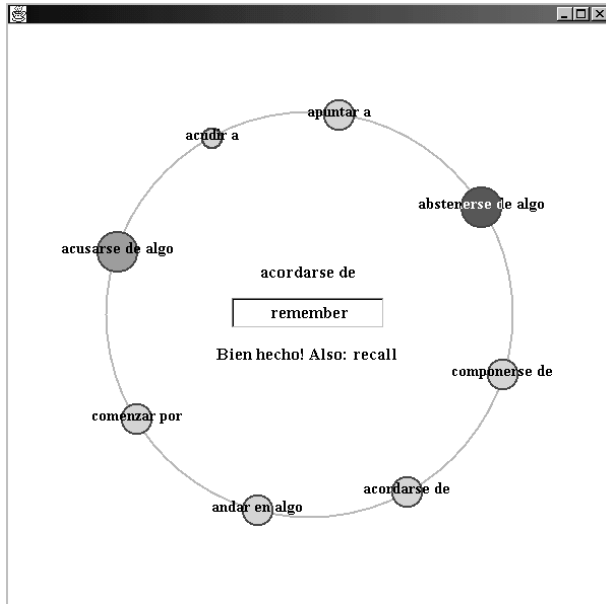 apuntar a
acudir a
abstenerse de algo
acusarse de algo
acordarse de
remember
Bien hecho! Also: recall
componerse de
comenzar por
acordarse de
andar en algo